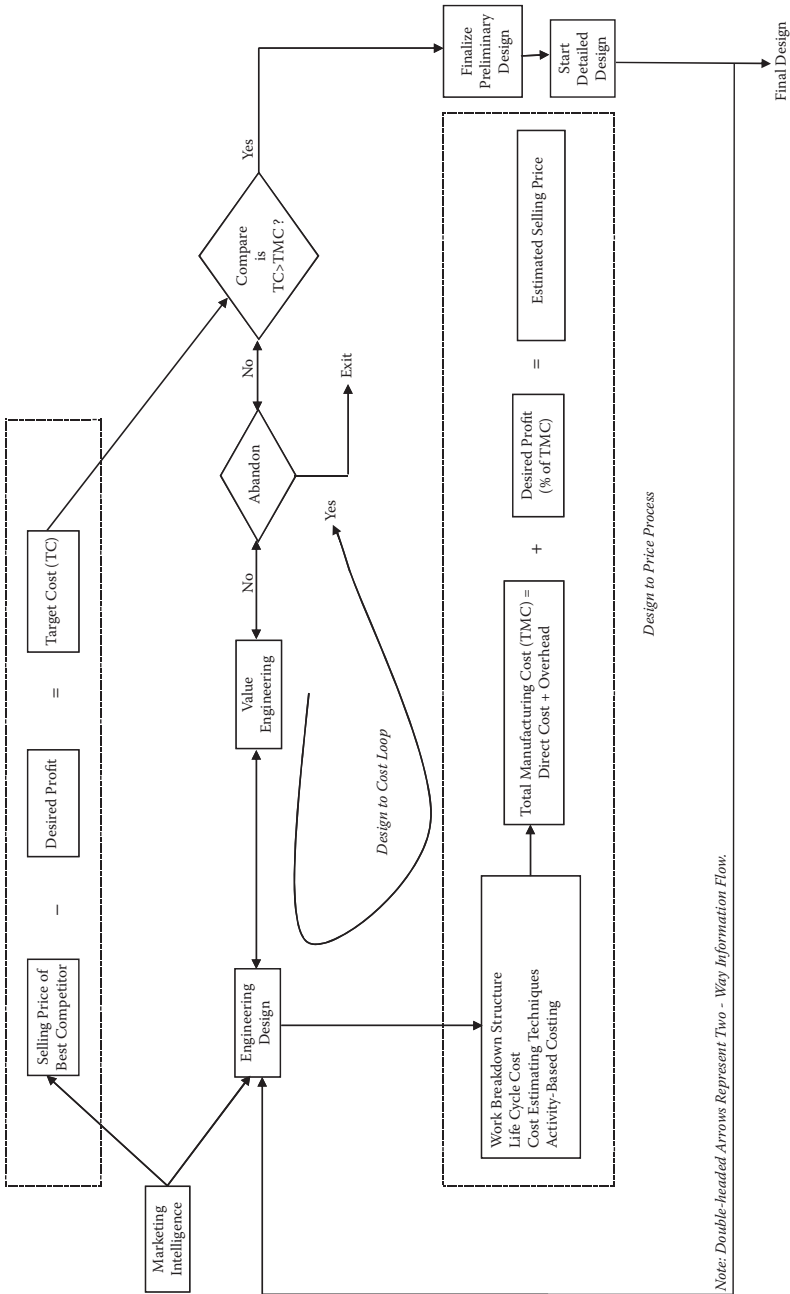 Marketing
Intelligence
Selling Price of
Best Competitor
–
Desired Profit
=
Target Cost (TC)
Engineering
Design
Value
Engineering
No
Abandon
No
Compare
is
TC>TMC ?
Yes
Exit
Yes
Design to Cost Loop
Finalize
Preliminary
Design
Start
Detailed
Design
Final Design
Work Breakdown Structure
Life Cycle Cost
Cost Estimating Techniques
Activity-Based Costing
Total Manufacturing Cost (TMC) =
Direct Cost + Overhead
+
Desired Profit
(% of TMC)
=
Estimated Selling Price
Design to Price Process
Note: Double-headed Arrows Represent Two - Way Information Flow.